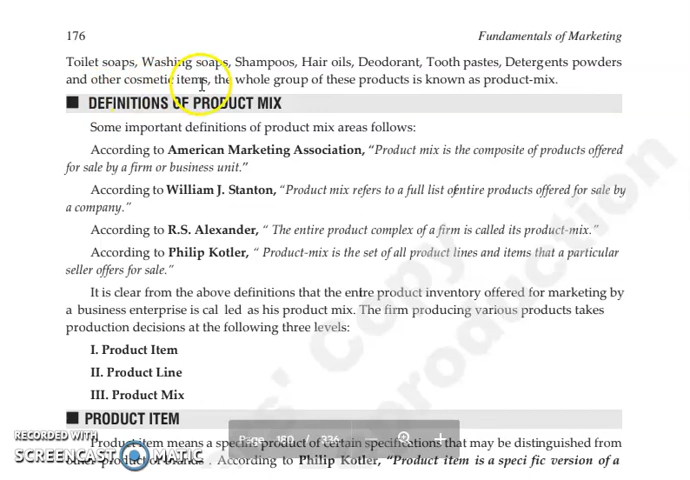 176 Fundamentals of Marketing
Toilet soaps, Washing soaps, Shampoos, Hair oils, Deodorant, Tooth pastes, Detergents powders
and other cosmetic items, the whole group of these products is known as product-mix.
■ DEFINITIONS OF PRODUCT MIX
Some important definitions of product mix areas follows:
According to American Marketing Association, “Product mix is the composite of products offered
for sale by a firm or business unit.”
According to William J. Stanton, “Product mix refers to a full list of entire products offered for sale by
a company.”
According to R.S. Alexander, “ The entire product complex of a firm is called its product-mix.”
According to Philip Kotler, “ Product-mix is the set of all product lines and items that a particular
seller offers for sale.”
It is clear from the above definitions that the entire product inventory offered for marketing by
a business enterprise is cal led as his product mix. The firm producing various products takes
production decisions at the following three levels:
I. Product Item
II. Product Line
III. Product Mix
■ PRODUCT ITEM
Page 180 / 336
RECORDED WITH
SCREENCAST MATIC
Product item means a specific product of certain specifications that may be distinguished from
other product or brands . According to Philip Kotler, “Product item is a speci fic version of a
Copy
production